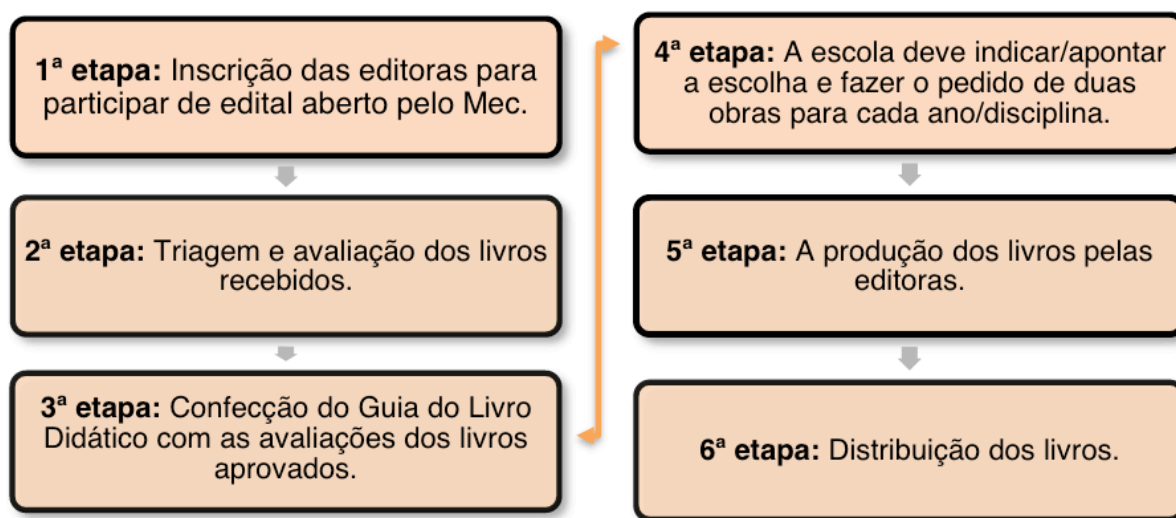 1ª etapa: Inscrição das editoras para
participar de edital aberto pelo Mec.
2ª etapa: Triagem e avaliação dos livros
recebidos.
3ª etapa: Confecção do Guia do Livro
Didático com as avaliações dos livros
aprovados.
4ª etapa: A escola deve indicar/apontar
a escolha e fazer o pedido de duas
obras para cada ano/disciplina.
5ª etapa: A produção dos livros pelas
editoras.
6ª etapa: Distribuição dos livros.